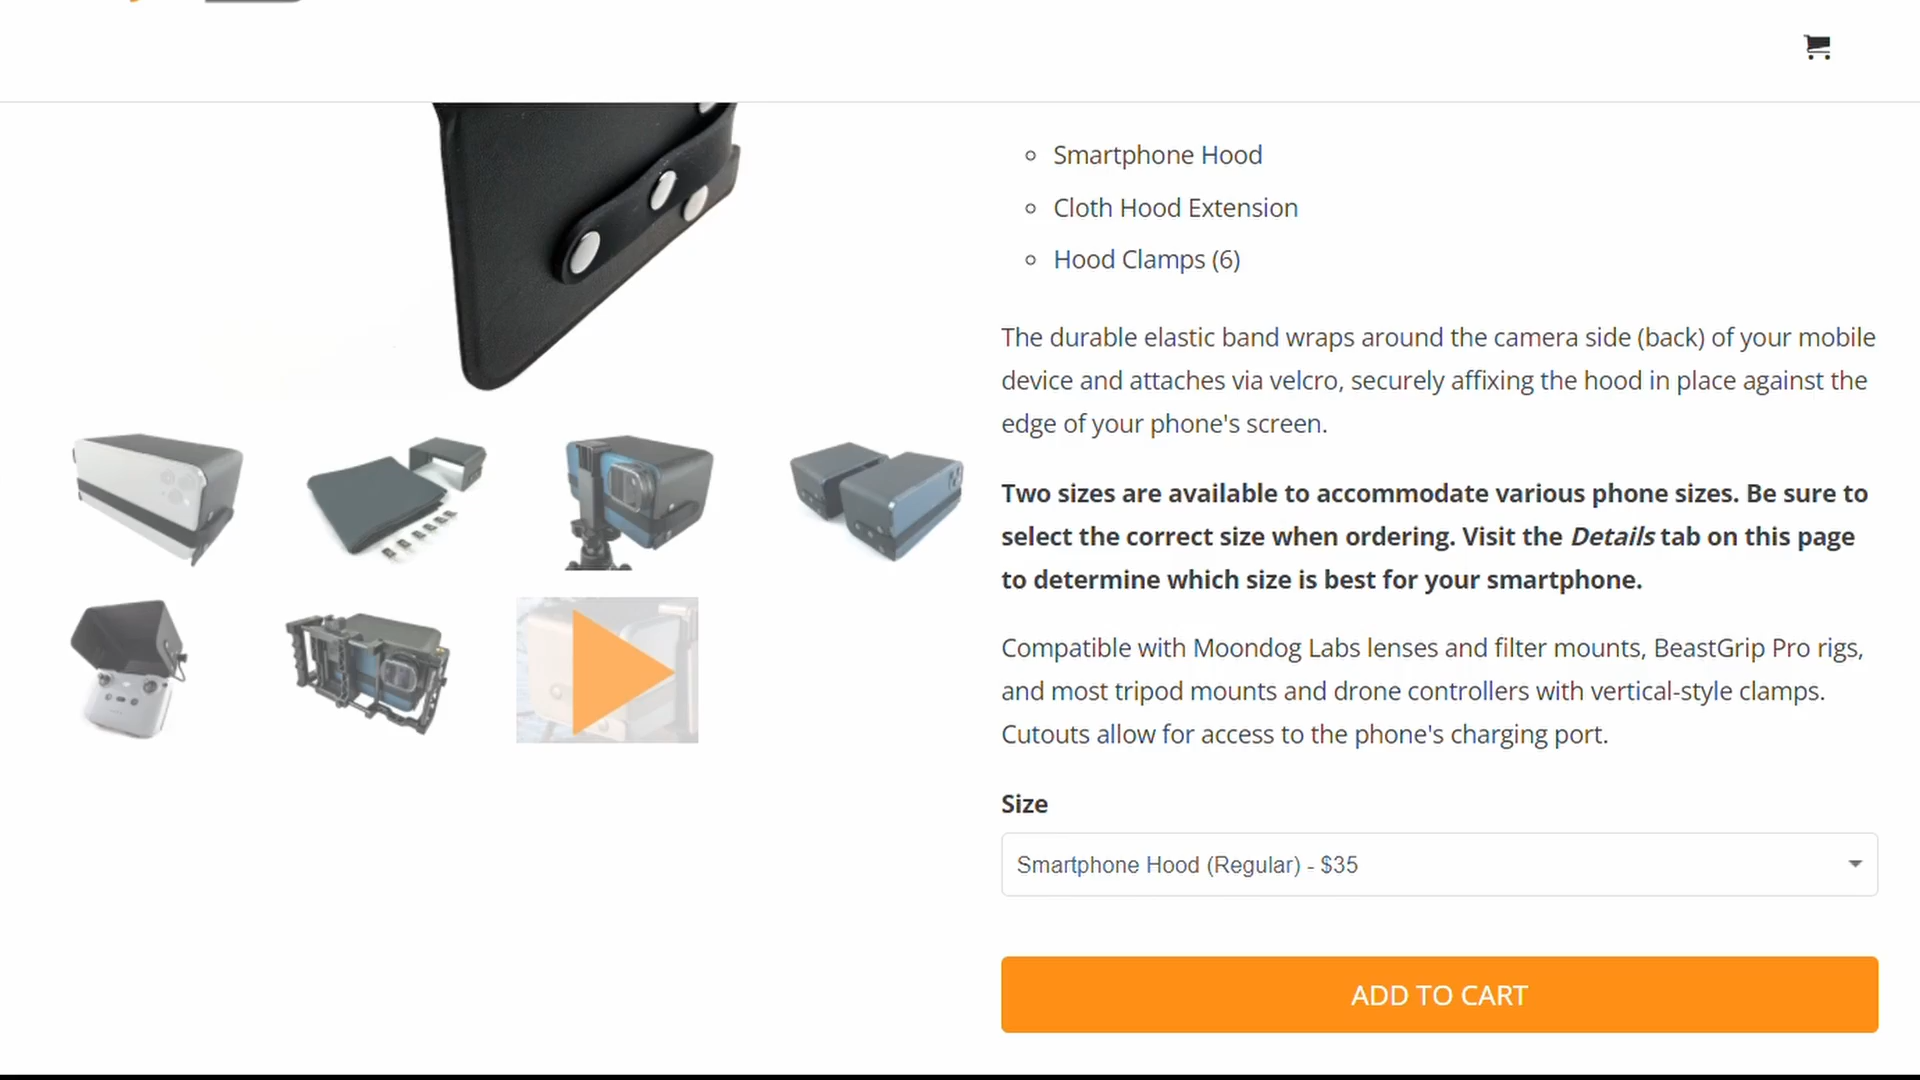 Smartphone Hood
Cloth Hood Extension
Hood Clamps (6)
The durable elastic band wraps around the camera side (back) of your mobile
device and attaches via velcro, securely affixing the hood in place against the
edge of your phone's screen.
Two sizes are available to accommodate various phone sizes. Be sure to
select the correct size when ordering. Visit the Details tab on this page
to determine which size is best for your smartphone.
Compatible with Moondog Labs lenses and filter mounts, BeastGrip Pro rigs,
and most tripod mounts and drone controllers with vertical-style clamps.
Cutouts allow for access to the phone's charging port.
Size
Smartphone Hood (Regular) - $35
ADD TO CART